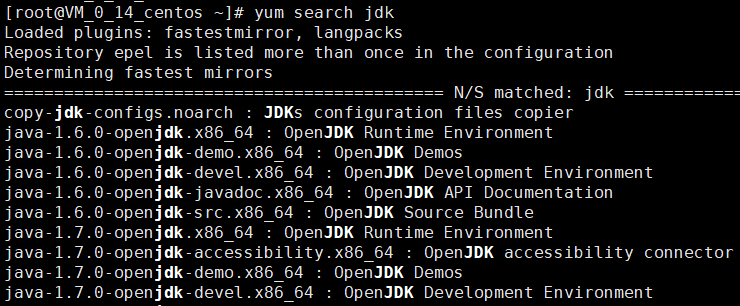 [root@VM_0_14_centos ~]# yum search jdk
Loaded plugins: fastestmirror, langpacks
Repository epel is listed more than once in the configuration
Determining fastest mirrors
============================================ N/S matched: jdk ============
copy-jdk-configs.noarch : JDKs configuration files copier
java-1.6.0-openjdk.x86_64 : OpenJDK Runtime Environment
java-1.6.0-openjdk-demo.x86_64 : OpenJDK Demos
java-1.6.0-openjdk-devel.x86_64 : OpenJDK Development Environment
java-1.6.0-openjdk-javadoc.x86_64 : OpenJDK API Documentation
java-1.6.0-openjdk-src.x86_64 : OpenJDK Source Bundle
java-1.7.0-openjdk.x86_64 : OpenJDK Runtime Environment
java-1.7.0-openjdk-accessibility.x86_64 : OpenJDK accessibility connector
java-1.7.0-openjdk-demo.x86_64 : OpenJDK Demos
java-1.7.0-openjdk-devel.x86_64 : OpenJDK Development Environment